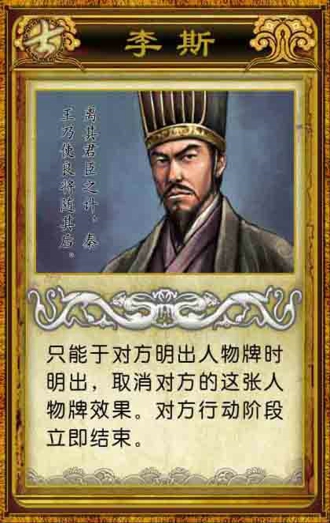 士
李斯
离其君臣之计，秦
王乃使良将随其后。
只能于对方明出人物牌时
明出，取消对方的这张人
物牌效果。对方行动阶段
立即结束。